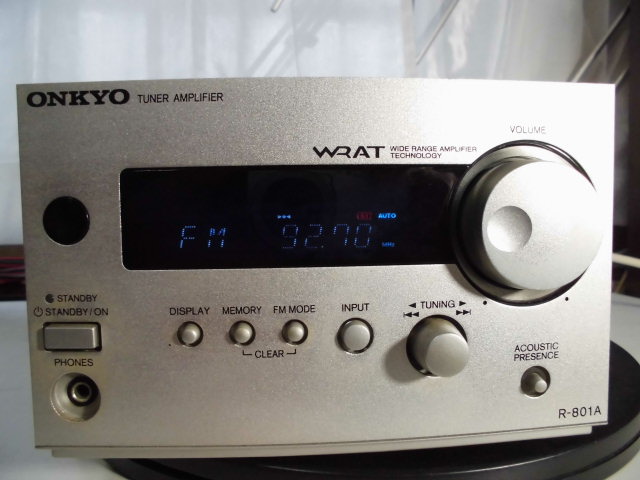 ONKYO TUNER AMPLIFIER
VOLUME
WRAT WIDE RANGE AMPLIFIER
TECHNOLOGY
AUTO
FM 92.70 MHz
STANDBY
STANDBY/ON
PHONES
DISPLAY MEMORY FM MODE INPUT
CLEAR
TUNING
ACOUSTIC
PRESENCE
R-801A